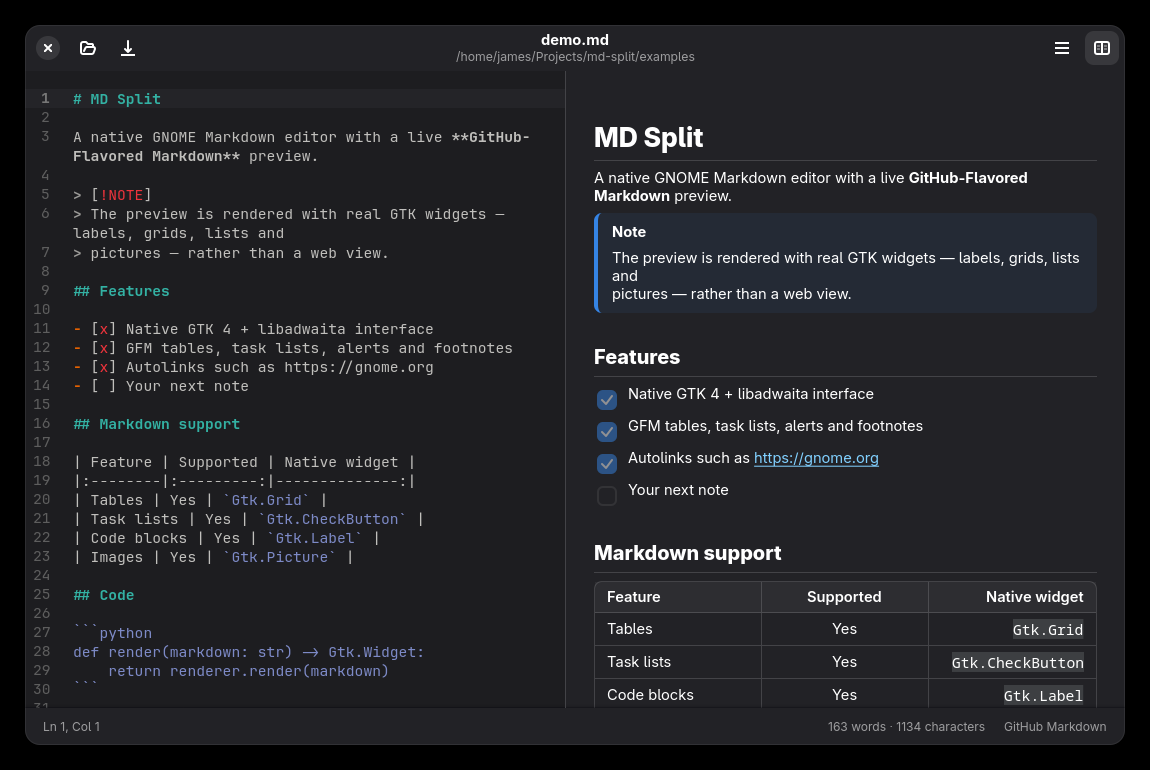 demo.md
/home/james/Projects/md-split/examples
1 # MD Split
2
3 A native GNOME Markdown editor with a live **GitHub-
Flavored Markdown** preview.
4
5 > [!NOTE]
6 > The preview is rendered with real GTK widgets —
labels, grids, lists and
7 > pictures — rather than a web view.
8
9 ## Features
10
11 - [x] Native GTK 4 + libadwaita interface
12 - [x] GFM tables, task lists, alerts and footnotes
13 - [x] Autolinks such as https://gnome.org
14 - [ ] Your next note
15
16 ## Markdown support
17
18 | Feature | Supported | Native widget |
19 |:--------|:---------:|--------------:|
20 | Tables | Yes | `Gtk.Grid` |
21 | Task lists | Yes | `Gtk.CheckButton` |
22 | Code blocks | Yes | `Gtk.Label` |
23 | Images | Yes | `Gtk.Picture` |
24
25 ## Code
26
27 ```python
28 def render(markdown: str) -> Gtk.Widget:
29     return renderer.render(markdown)
30 ```
31
MD Split
A native GNOME Markdown editor with a live GitHub-Flavored
Markdown preview.
Note
The preview is rendered with real GTK widgets — labels, grids, lists
and
pictures — rather than a web view.
Features
Native GTK 4 + libadwaita interface
GFM tables, task lists, alerts and footnotes
Autolinks such as https://gnome.org
Your next note
Markdown support
Feature Supported Native widget
Tables Yes Gtk.Grid
Task lists Yes Gtk.CheckButton
Code blocks Yes Gtk.Label
Ln 1, Col 1
163 words · 1134 characters GitHub Markdown